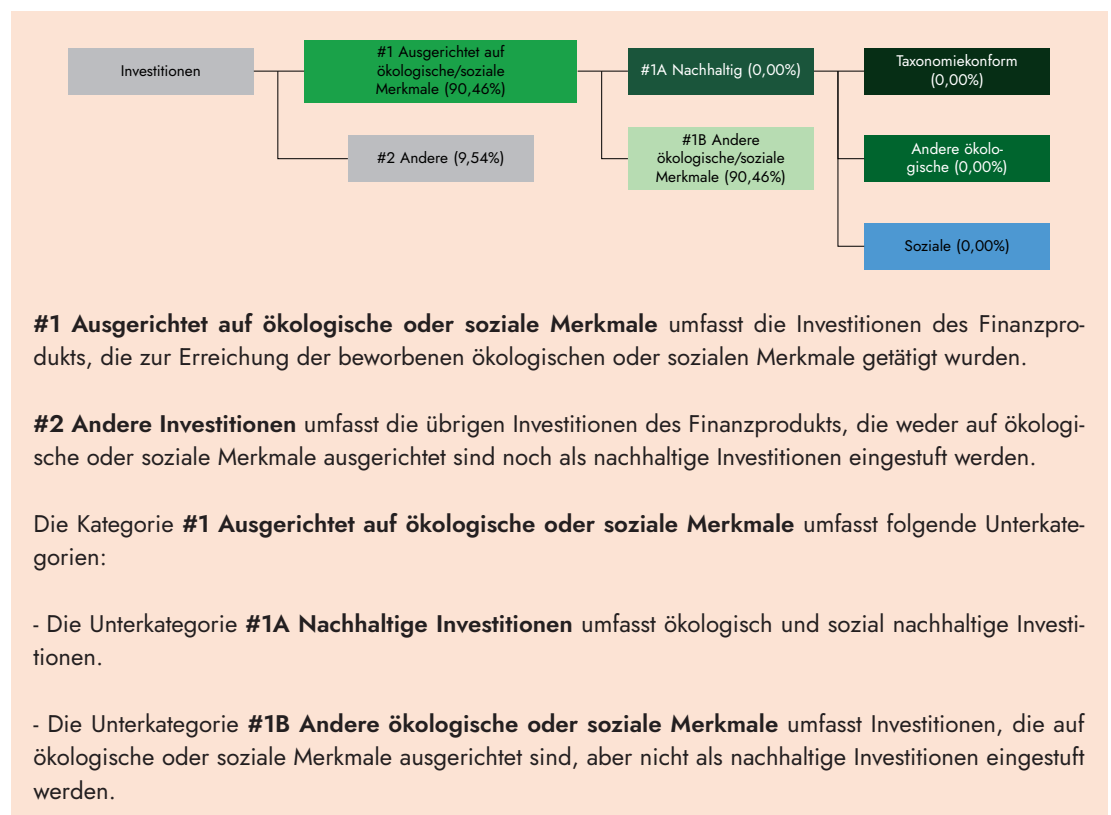 Investitionen
#1 Ausgerichtet auf
ökologische/soziale
Merkmale (90,46%)
#1A Nachhaltig (0,00%)
Taxonomiekonform
(0,00%)
#2 Andere (9,54%)
#1B Andere
ökologische/soziale
Merkmale (90,46%)
Andere ökolo-
gische (0,00%)
Soziale (0,00%)
#1 Ausgerichtet auf ökologische oder soziale Merkmale umfasst die Investitionen des Finanzpro-
dukts, die zur Erreichung der beworbenen ökologischen oder sozialen Merkmale getätigt wurden.
#2 Andere Investitionen umfasst die übrigen Investitionen des Finanzprodukts, die weder auf ökologi-
sche oder soziale Merkmale ausgerichtet sind noch als nachhaltige Investitionen eingestuft werden.
Die Kategorie #1 Ausgerichtet auf ökologische oder soziale Merkmale umfasst folgende Unterkate-
gorien:
- Die Unterkategorie #1A Nachhaltige Investitionen umfasst ökologisch und sozial nachhaltige Investi-
tionen.
- Die Unterkategorie #1B Andere ökologische oder soziale Merkmale umfasst Investitionen, die auf
ökologische oder soziale Merkmale ausgerichtet sind, aber nicht als nachhaltige Investitionen eingestuft
werden.